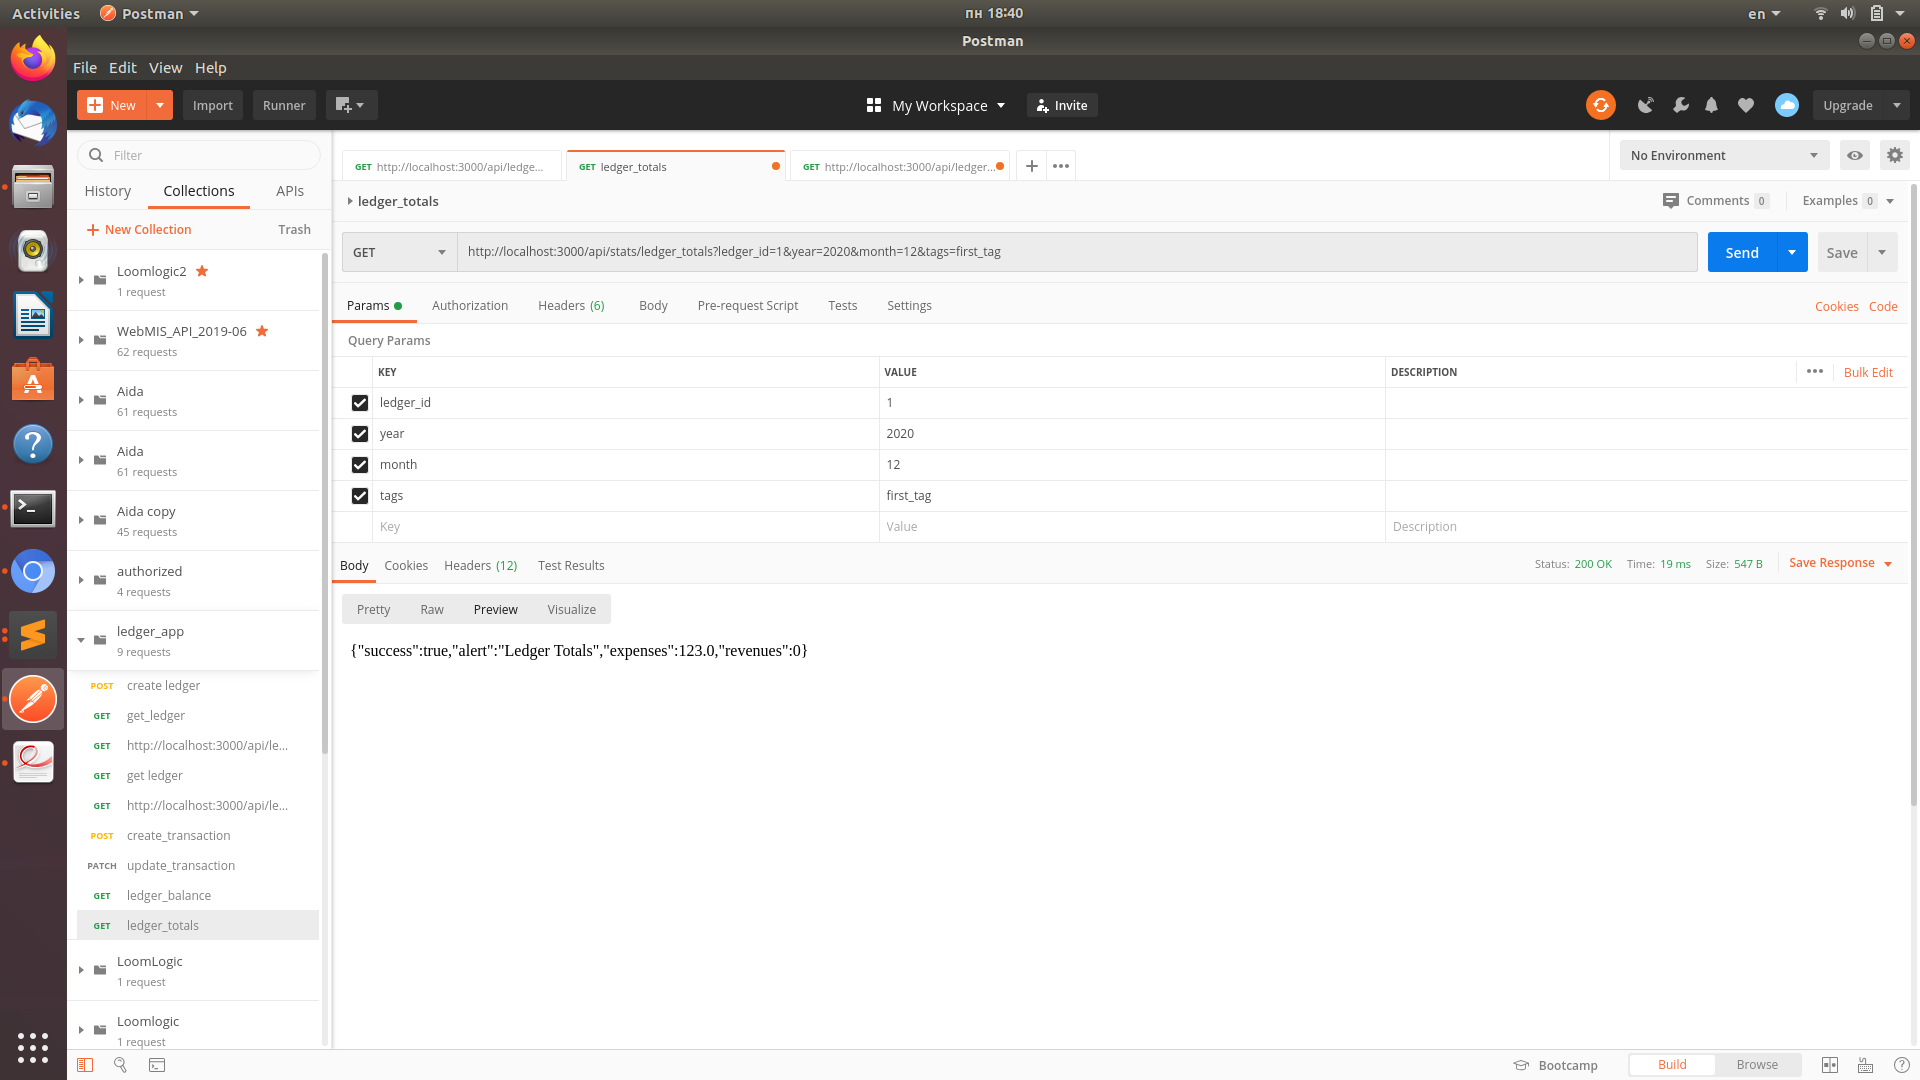 Activities
Postman
пн 18:40
en
Postman
File Edit View Help
New
Import
Runner
My Workspace
Invite
Upgrade
Filter
History
Collections
APIs
New Collection
Trash
Loomlogic2
1 request
WebMIS_API_2019-06
62 requests
Aida
61 requests
Aida
61 requests
Aida copy
45 requests
authorized
4 requests
ledger_app
9 requests
POST create ledger
GET get_ledger
GET http://localhost:3000/api/le...
GET get ledger
GET http://localhost:3000/api/le...
POST create_transaction
PATCH update_transaction
GET ledger_balance
GET ledger_totals
LoomLogic
1 request
Loomlogic
1 request
GET http://localhost:3000/api/ledge...
GET ledger_totals
GET http://localhost:3000/api/ledger...
No Environment
ledger_totals
Comments 0
Examples 0
GET
http://localhost:3000/api/stats/ledger_totals?ledger_id=1&year=2020&month=12&tags=first_tag
Send
Save
Params
Authorization
Headers (6)
Body
Pre-request Script
Tests
Settings
Cookies
Code
Query Params
KEY VALUE DESCRIPTION
Bulk Edit
ledger_id 1
year 2020
month 12
tags first_tag
Key Value Description
Body
Cookies
Headers (12)
Test Results
Status: 200 OK
Time: 19 ms
Size: 547 B
Save Response
Pretty
Raw
Preview
Visualize
{"success":true,"alert":"Ledger Totals","expenses":123.0,"revenues":0}
Bootcamp
Build
Browse